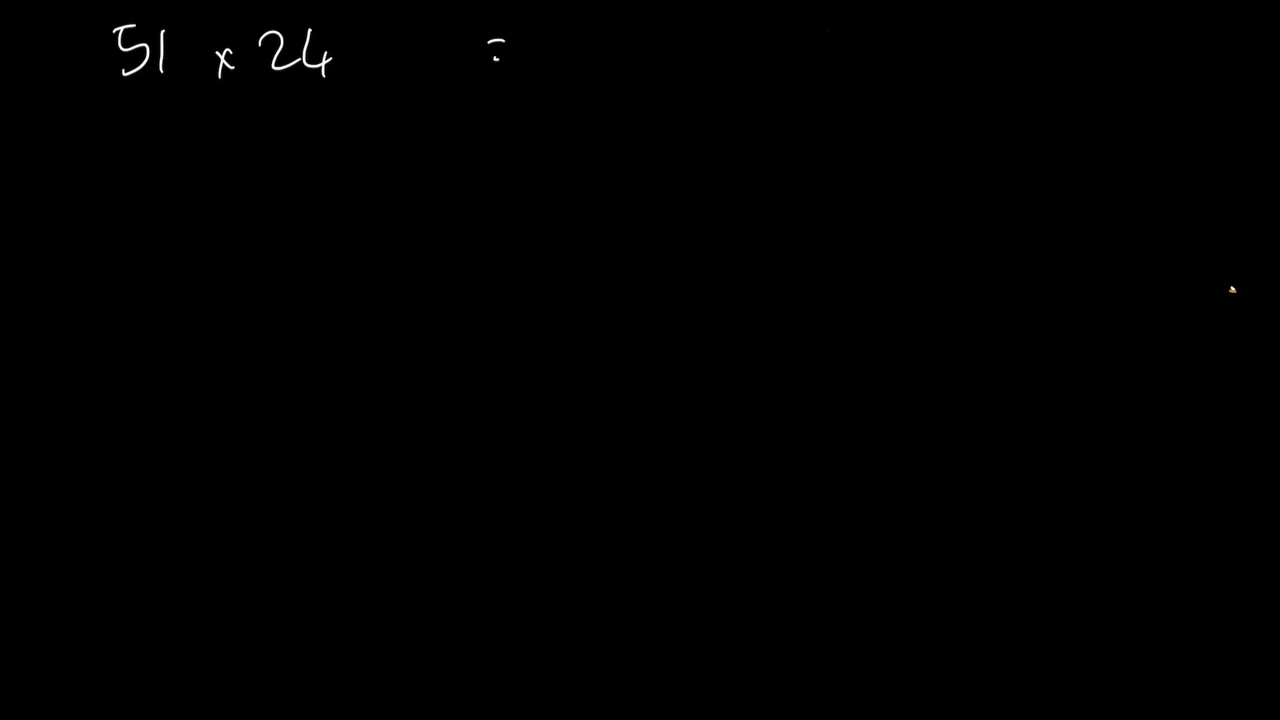 51 × 24 =